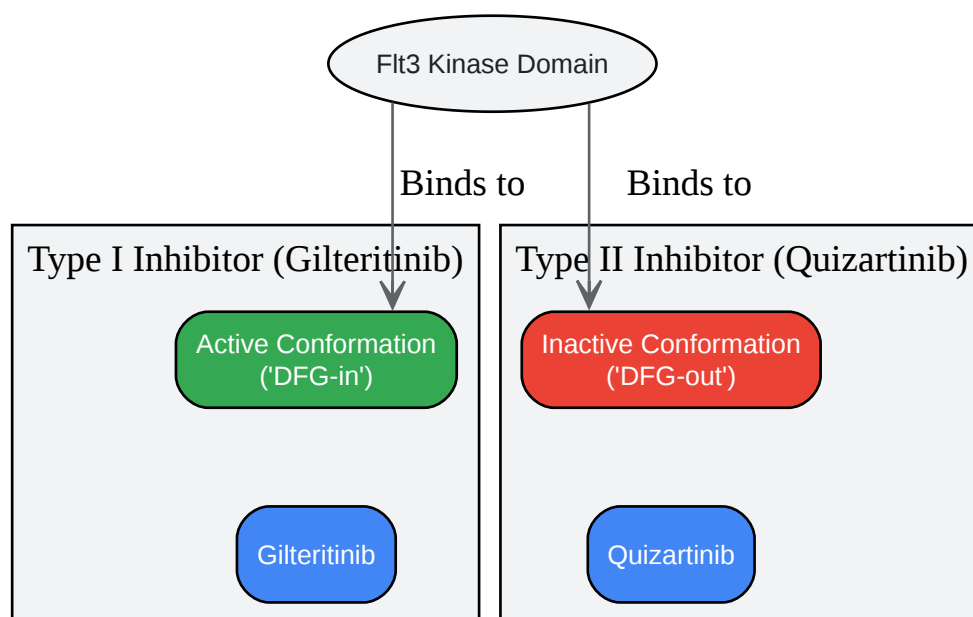 Flt3 Kinase Domain
Binds to
Binds to
Type I Inhibitor (Gilteritinib)
Type II Inhibitor (Quizartinib)
Active Conformation
('DFG-in')
Inactive Conformation
('DFG-out')
Gilteritinib
Quizartinib